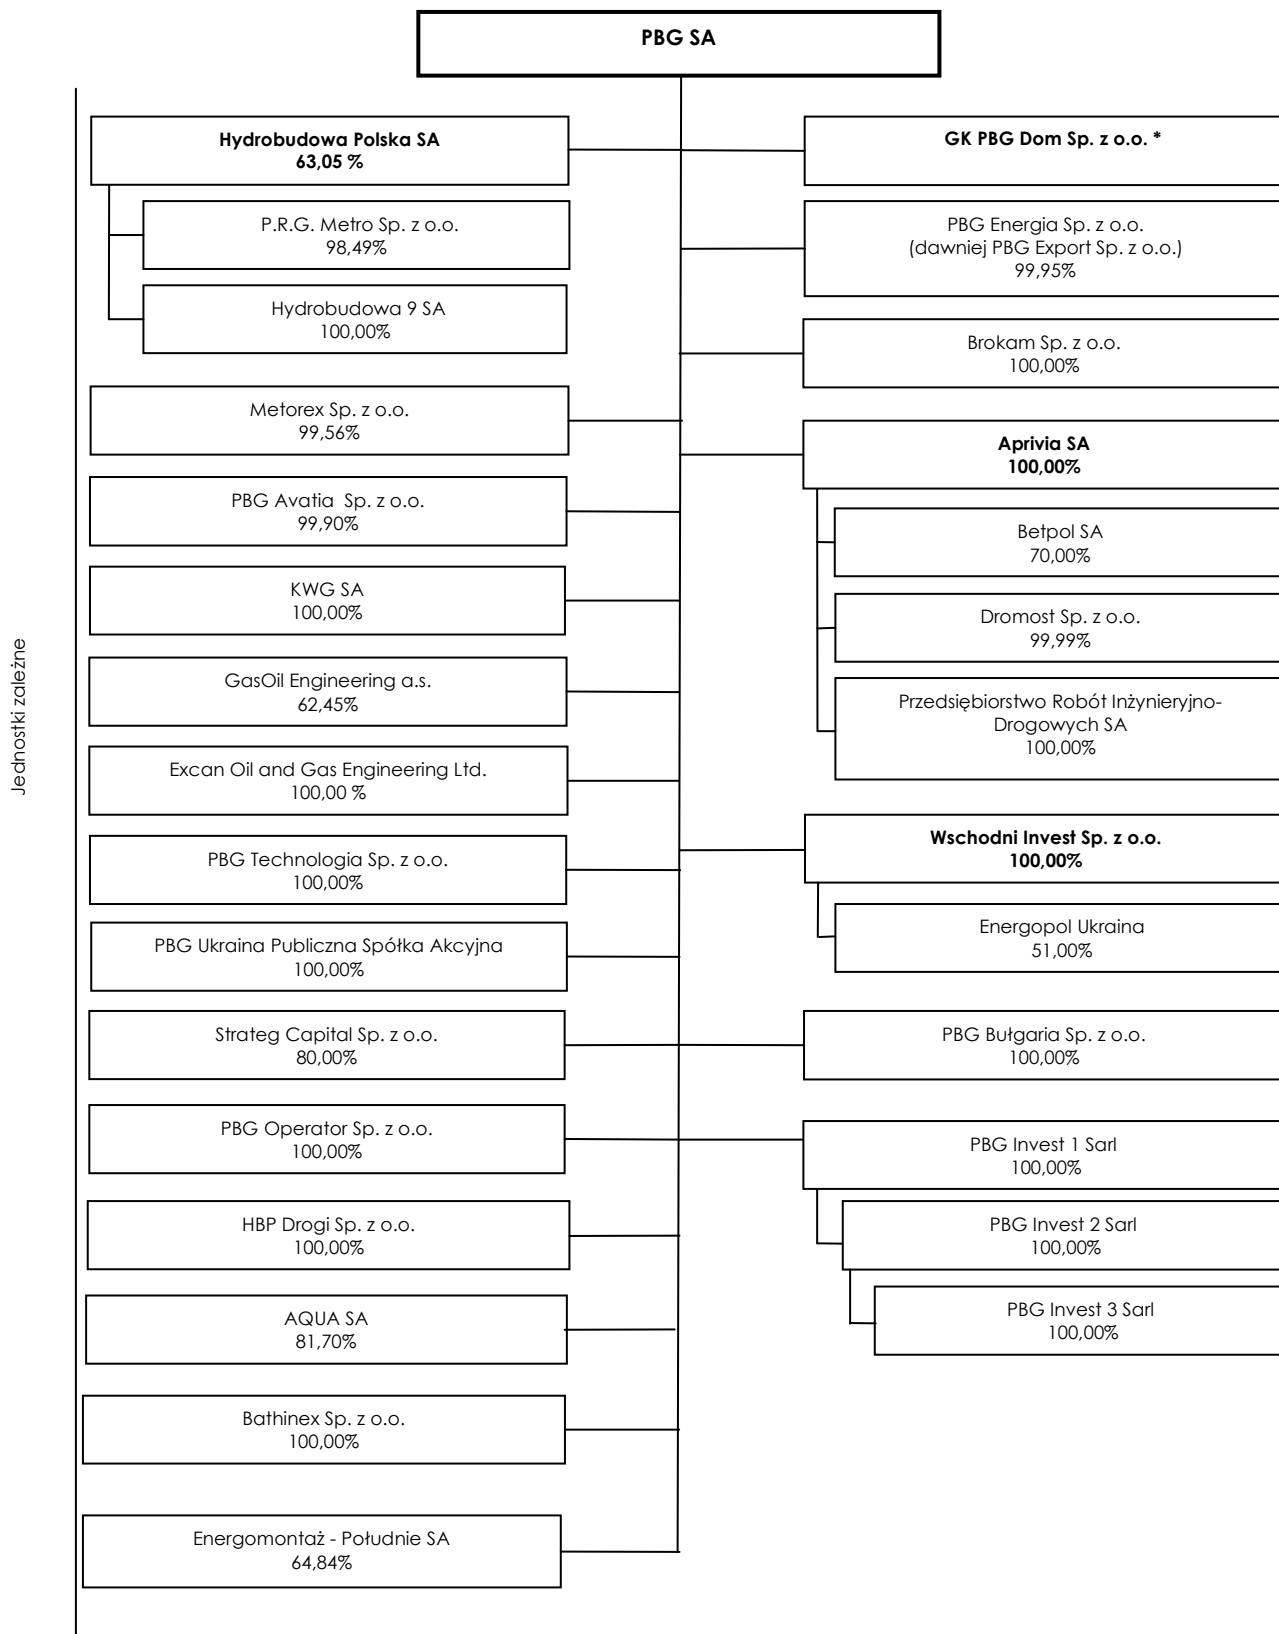 PBG SA
Jednostki zależne
Hydrobudowa Polska SA
63,05 %
P.R.G. Metro Sp. z o.o.
98,49%
Hydrobudowa 9 SA
100,00%
Metorex Sp. z o.o.
99,56%
PBG Avatia Sp. z o.o.
99,90%
KWG SA
100,00%
GasOil Engineering a.s.
62,45%
Excan Oil and Gas Engineering Ltd.
100,00 %
PBG Technologia Sp. z o.o.
100,00%
PBG Ukraina Publiczna Spółka Akcyjna
100,00%
Strateg Capital Sp. z o.o.
80,00%
PBG Operator Sp. z o.o.
100,00%
HBP Drogi Sp. z o.o.
100,00%
AQUA SA
81,70%
Bathinex Sp. z o.o.
100,00%
Energomontaż - Południe SA
64,84%
GK PBG Dom Sp. z o.o. *
PBG Energia Sp. z o.o.
(dawniej PBG Export Sp. z o.o.)
99,95%
Brokam Sp. z o.o.
100,00%
Aprivia SA
100,00%
Betpol SA
70,00%
Dromost Sp. z o.o.
99,99%
Przedsiębiorstwo Robót Inżynieryjno-
Drogowych SA
100,00%
Wschodni Invest Sp. z o.o.
100,00%
Energopol Ukraina
51,00%
PBG Bułgaria Sp. z o.o.
100,00%
PBG Invest 1 Sarl
100,00%
PBG Invest 2 Sarl
100,00%
PBG Invest 3 Sarl
100,00%